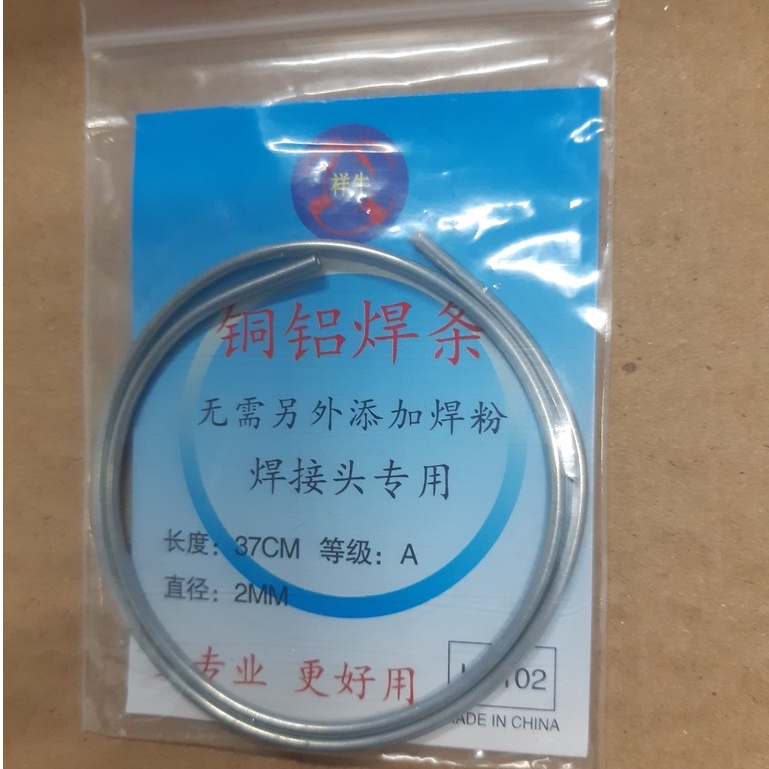 祥牛
铜铝焊条
无需另外添加焊粉
焊接头专用
长度：37CM 等级：A
直径：2MM
专业 更好用
102
MADE IN CHINA